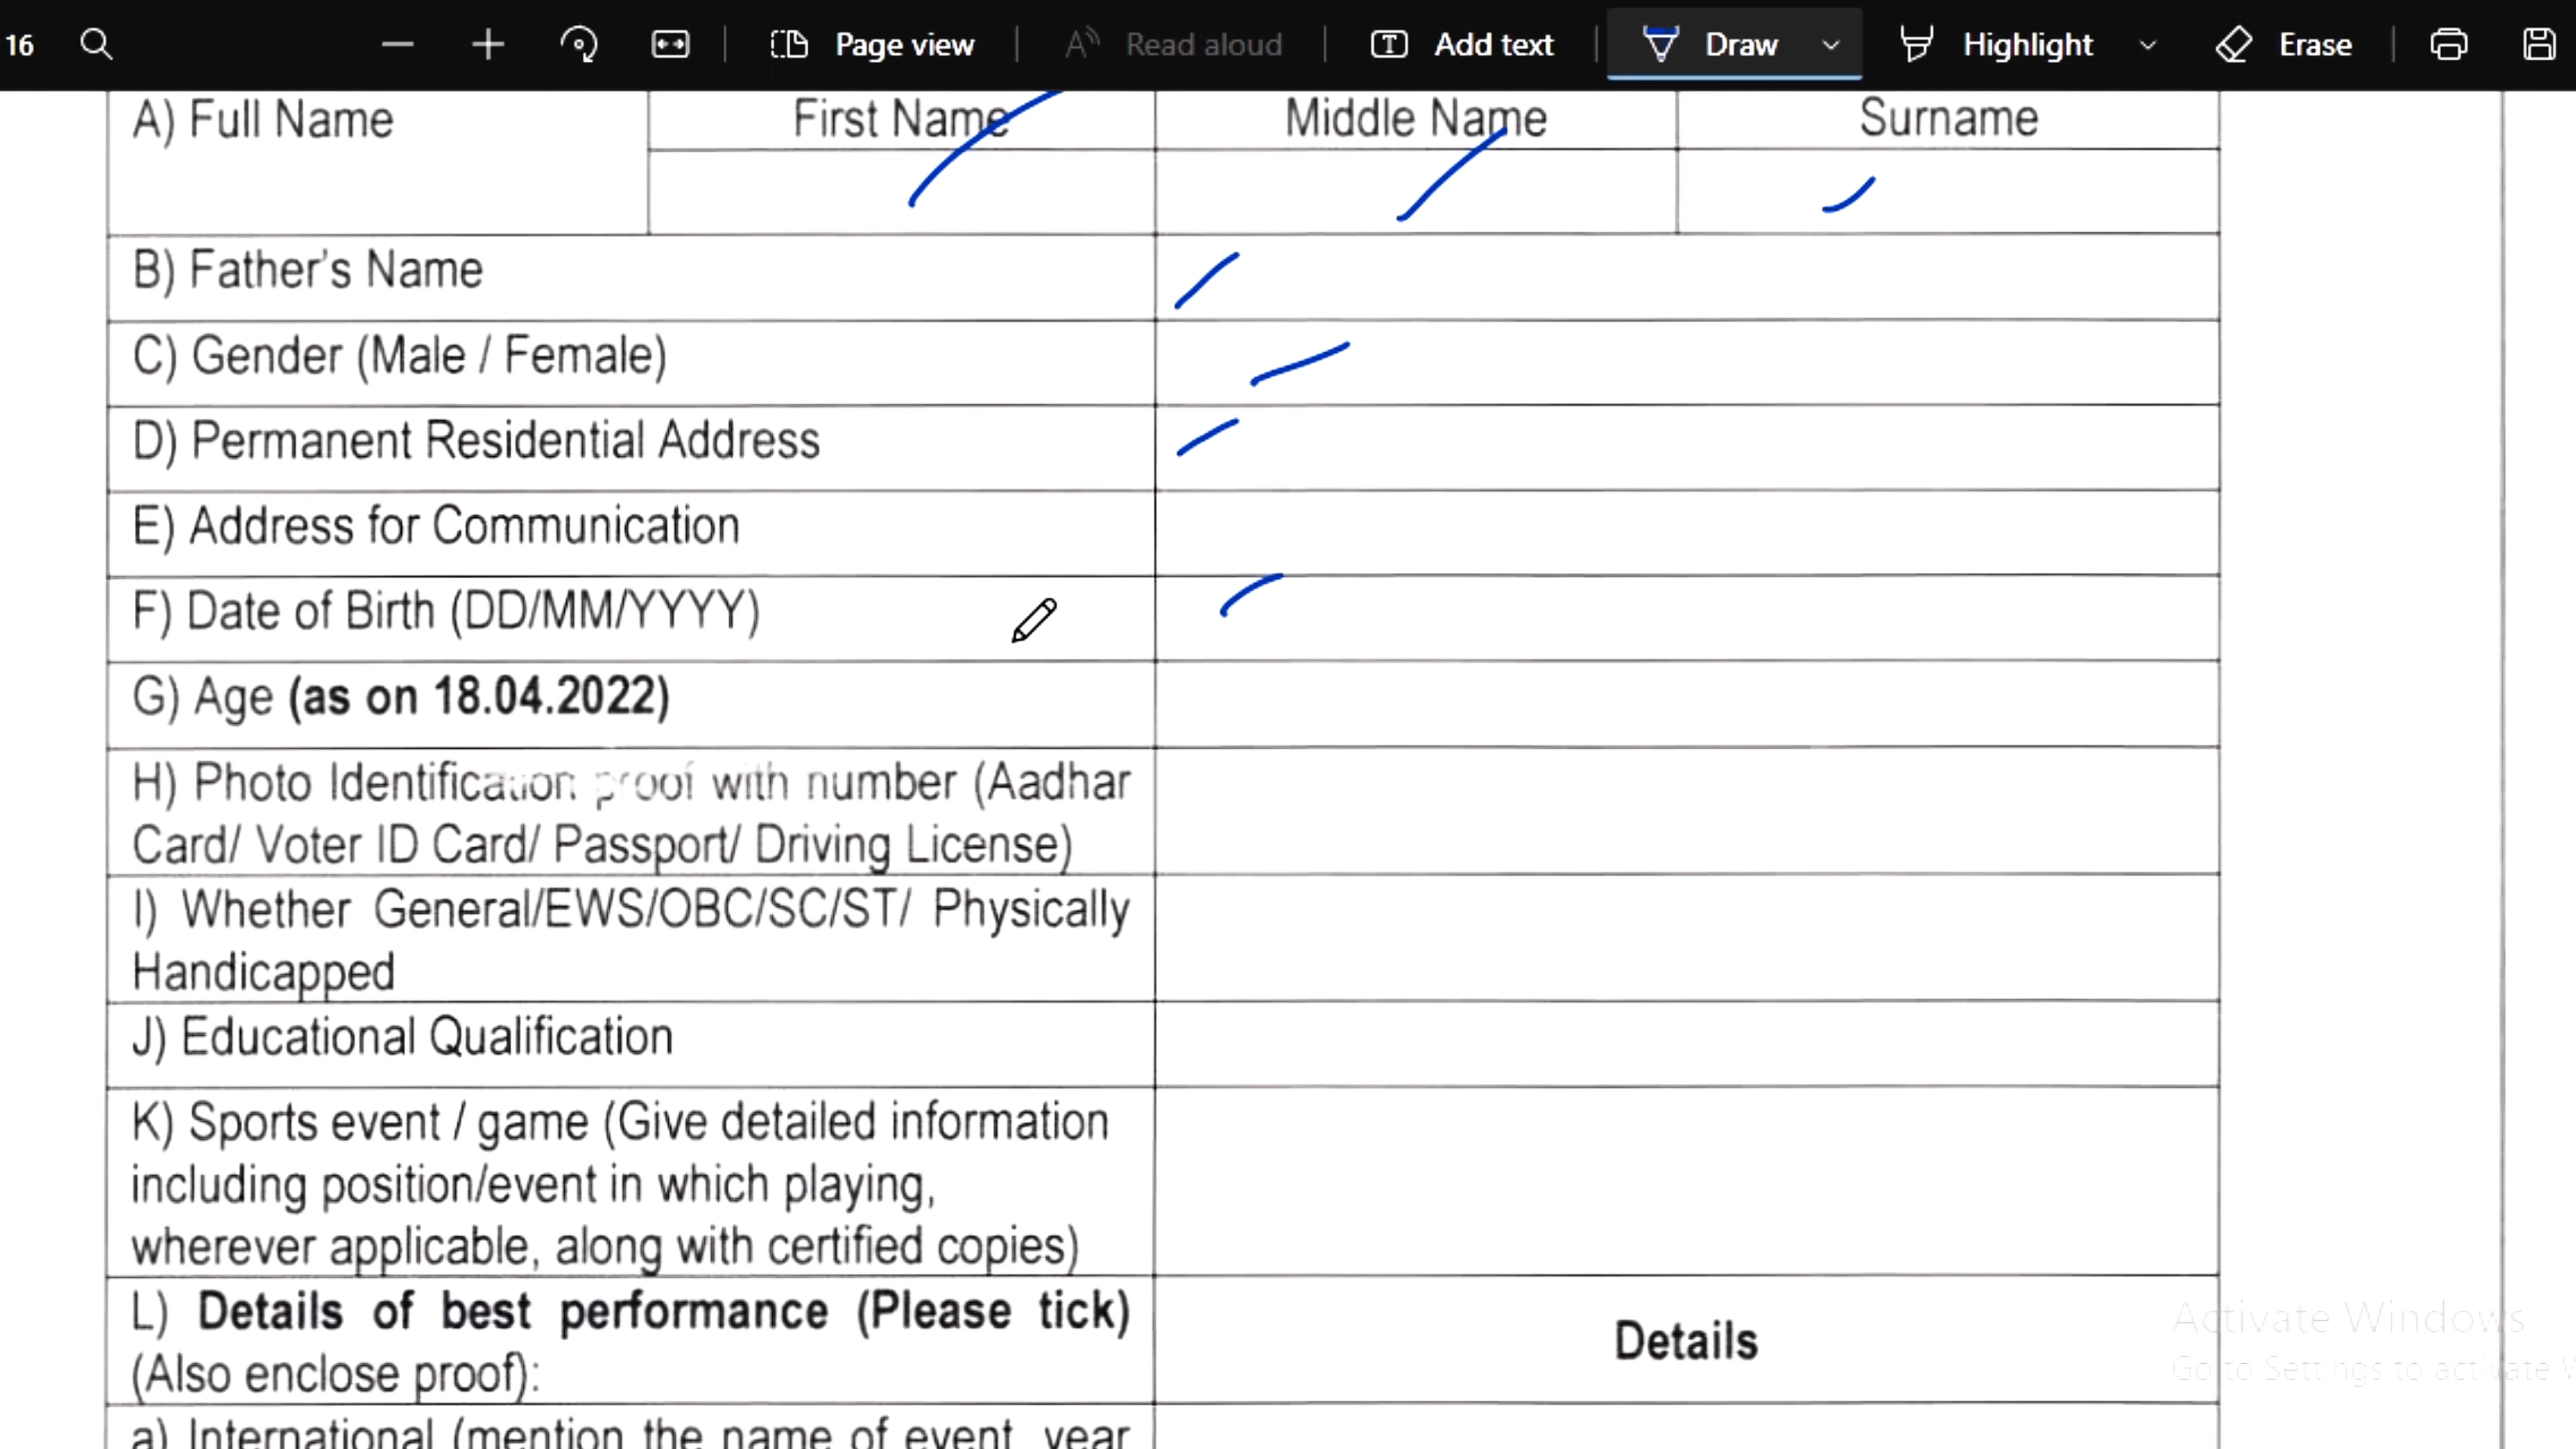 16 Page view Read aloud Add text Draw Highlight Erase
A) Full Name First Name Middle Name Surname
B) Father's Name
C) Gender (Male / Female)
D) Permanent Residential Address
E) Address for Communication
F) Date of Birth (DD/MM/YYYY)
G) Age (as on 18.04.2022)
H) Photo Identification proof with number (Aadhar
Card/ Voter ID Card/ Passport/ Driving License)
I) Whether General/EWS/OBC/SC/ST/ Physically
Handicapped
J) Educational Qualification
K) Sports event / game (Give detailed information
including position/event in which playing,
wherever applicable, along with certified copies)
L) Details of best performance (Please tick)
(Also enclose proof):
Details
Activate Windows
Go to Settings to activate W
a) International (mention the name of event, year